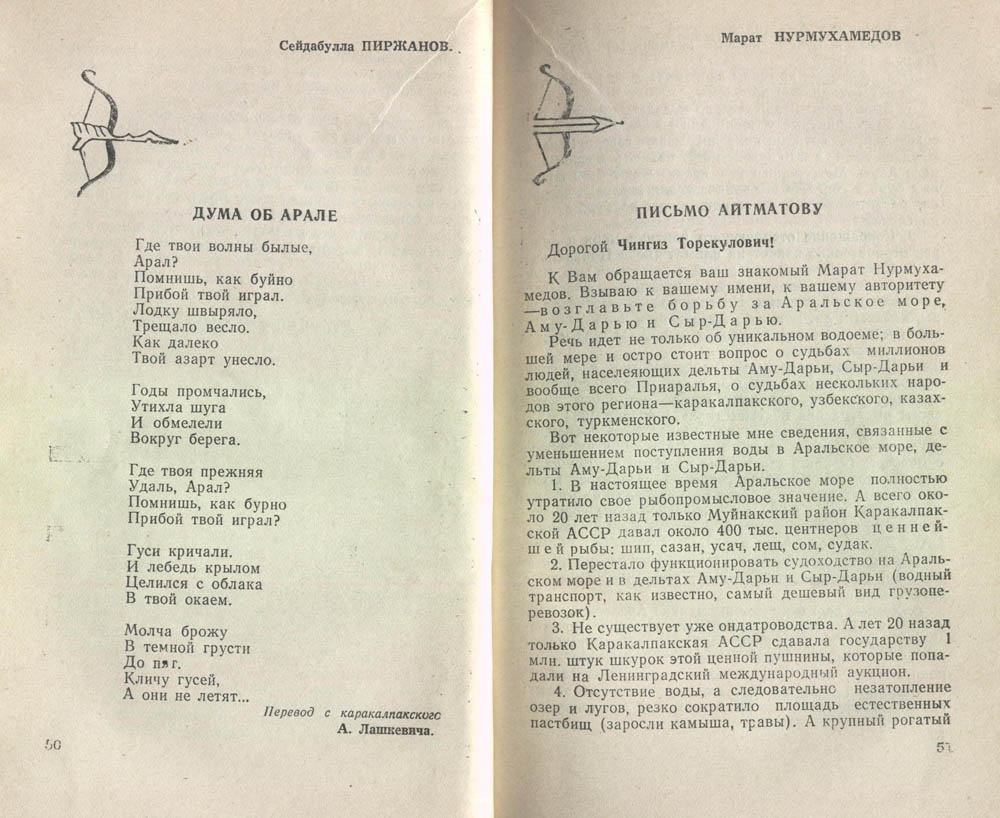 Сейдабулла ПИРЖАНОВ.
ДУМА ОБ АРАЛЕ
Где твои волны былые,
Арал?
Помнишь, как буйно
Прибой твой играл.
Лодку швыряло,
Трещало весло.
Как далеко
Твой азарт унесло.
Годы промчались,
Утихла шуга
И обмелели
Вокруг берега.
Где твоя прежняя
Удаль, Арал?
Помнишь, как бурно
Прибой твой играл?
Гуси кричали.
И лебедь крылом
Целился с облака
В твой окаем.
Молча брожу
В темной грусти
До
Кличу гусей,
А они не летят...
Перевод с каракалпакского
А. Лашкевича.
50
Марат НУРМУХАМЕДОВ
ПИСЬМО АЙТМАТОВУ
Дорогой Чингиз Торекулович!
К Вам обращается ваш знакомый Марат Нурмуха-
медов. Взываю к вашему имени, к вашему авторитету
—возглавьте борьбу за Аральское море,
Аму-Дарью и Сыр-Дарью.
Речь идет не только об уникальном водоеме; в боль-
шей мере и остро стоит вопрос о судьбах миллионов
людей, населеяющих дельты Аму-Дарьи, Сыр-Дарьи и
вообще всего Приаралья, о судьбах нескольких наро-
дов этого региона—каракалпакского, узбекского, казах-
ского, туркменского.
Вот некоторые известные мне сведения, связанные с
уменьшением поступления воды в Аральское море, де-
льты Аму-Дарьи и Сыр-Дарьи.
1. В настоящее время Аральское море полностью
утратило свое рыбопромысловое значение. А всего око-
ло 20 лет назад только Муйнакский район Каракалпак-
ской АССР давал около 400 тыс. центнеров ценней-
шей рыбы: шип, сазан, усач, лещ, сом, судак.
2. Перестало функционировать судоходство на Араль-
ском море и в дельтах Аму-Дарьи и Сыр-Дарьи (водный
транспорт, как известно, самый дешевый вид грузопе-
ревозок).
3. Не существует уже ондатроводства. А лет 20 назад
только Каракалпакская АССР сдавала государству 1
млн. штук шкурок этой ценной пушнины, которые попа-
дали на Ленинградский международный аукцион.
4. Отсутствие воды, а следовательно незатопление
озер и лугов, резко сократило площадь естественных
пастбищ (заросли камыша, травы). А крупный рогатый
51